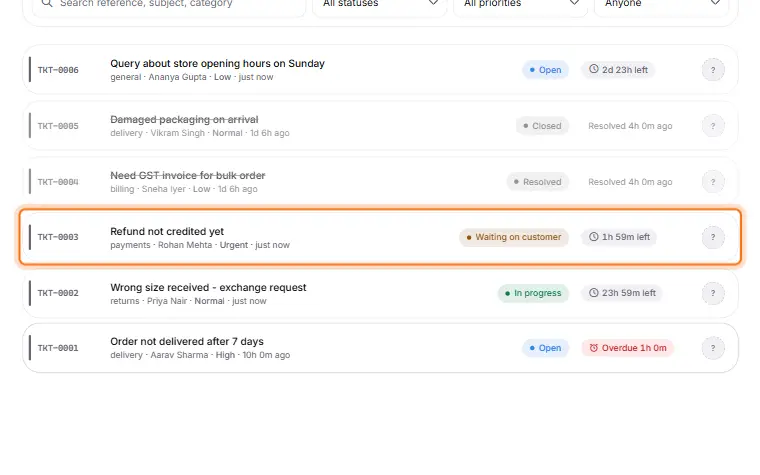 Search reference, subject, category All statuses All priorities Anyone
TKT-0006 Query about store opening hours on Sunday Open 2d 23h left ?
general · Ananya Gupta · Low · just now
TKT-0005 Damaged packaging on arrival Closed Resolved 4h 0m ago ?
delivery · Vikram Singh · Normal · 1d 6h ago
TKT-0004 Need GST invoice for bulk order Resolved Resolved 4h 0m ago ?
billing · Sneha Iyer · Low · 1d 6h ago
TKT-0003 Refund not credited yet Waiting on customer 1h 59m left ?
payments · Rohan Mehta · Urgent · just now
TKT-0002 Wrong size received - exchange request In progress 23h 59m left ?
returns · Priya Nair · Normal · just now
TKT-0001 Order not delivered after 7 days Open Overdue 1h 0m ?
delivery · Aarav Sharma · High · 10h 0m ago